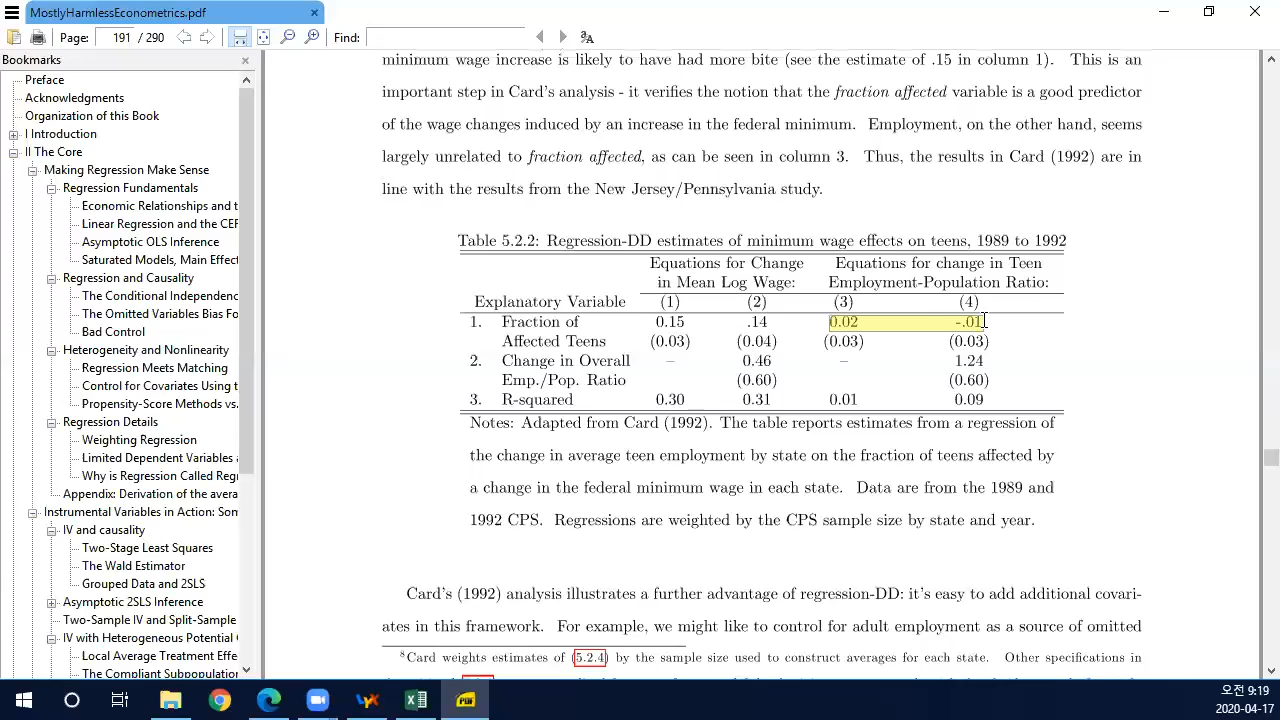 MostlyHarmlessEconometrics.pdf
Page: 191 / 290 Find:
Bookmarks
Preface
Acknowledgments
Organization of this Book
I Introduction
II The Core
Making Regression Make Sense
Regression Fundamentals
Economic Relationships and t
Linear Regression and the CEF
Asymptotic OLS Inference
Saturated Models, Main Effect
Regression and Causality
The Conditional Independenc
The Omitted Variables Bias Fo
Bad Control
Heterogeneity and Nonlinearity
Regression Meets Matching
Control for Covariates Using t
Propensity-Score Methods vs.
Regression Details
Weighting Regression
Limited Dependent Variables a
Why is Regression Called Regr
Appendix: Derivation of the avera
Instrumental Variables in Action: Som
IV and causality
Two-Stage Least Squares
The Wald Estimator
Grouped Data and 2SLS
Asymptotic 2SLS Inference
Two-Sample IV and Split-Sample
IV with Heterogeneous Potential
Local Average Treatment Effe
The Compliant Subpopulation
minimum wage increase is likely to have had more bite (see the estimate of .15 in column 1). This is an
important step in Card's analysis - it verifies the notion that the fraction affected variable is a good predictor
of the wage changes induced by an increase in the federal minimum. Employment, on the other hand, seems
largely unrelated to fraction affected, as can be seen in column 3. Thus, the results in Card (1992) are in
line with the results from the New Jersey/Pennsylvania study.
Table 5.2.2: Regression-DD estimates of minimum wage effects on teens, 1989 to 1992
Equations for Change Equations for change in Teen
in Mean Log Wage: Employment-Population Ratio:
Explanatory Variable (1) (2) (3) (4)
1. Fraction of 0.15 .14 0.02 -.01
Affected Teens (0.03) (0.04) (0.03) (0.03)
2. Change in Overall – 0.46 – 1.24
Emp./Pop. Ratio (0.60) (0.60)
3. R-squared 0.30 0.31 0.01 0.09
Notes: Adapted from Card (1992). The table reports estimates from a regression of
the change in average teen employment by state on the fraction of teens affected by
a change in the federal minimum wage in each state. Data are from the 1989 and
1992 CPS. Regressions are weighted by the CPS sample size by state and year.
Card's (1992) analysis illustrates a further advantage of regression-DD: it's easy to add additional covari-
ates in this framework. For example, we might like to control for adult employment as a source of omitted
8Card weights estimates of (5.2.4) by the sample size used to construct averages for each state. Other specifications in
오전 9:19
2020-04-17